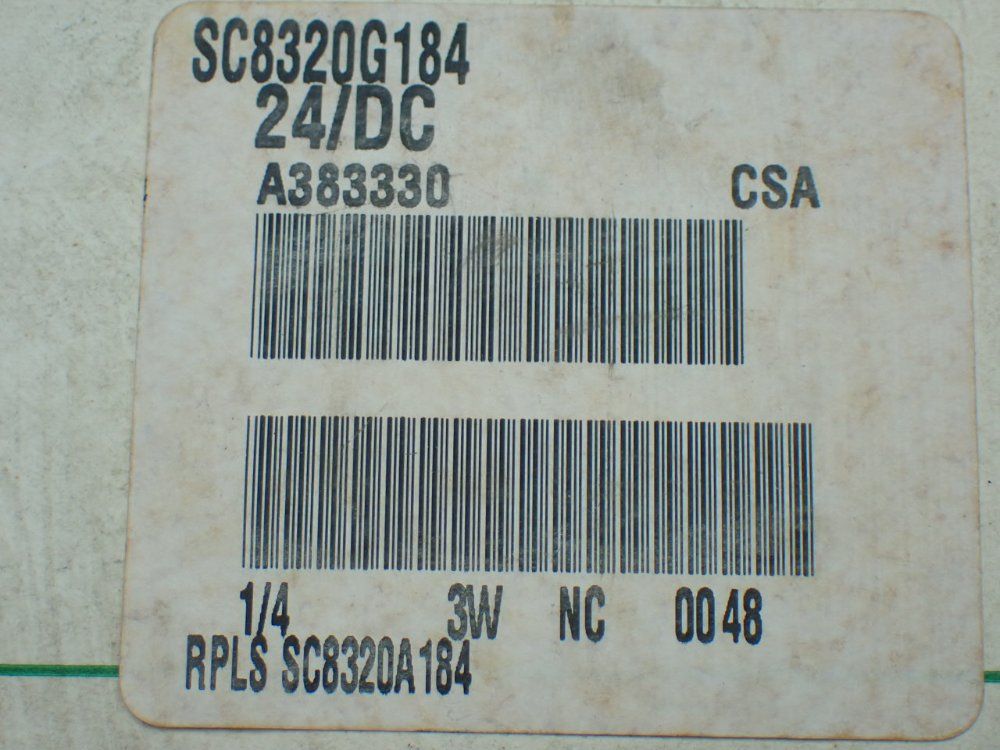 SC8320G184
24/DC
A383330 CSA
1/4 3W NC 0048
RPLS SC8320A184